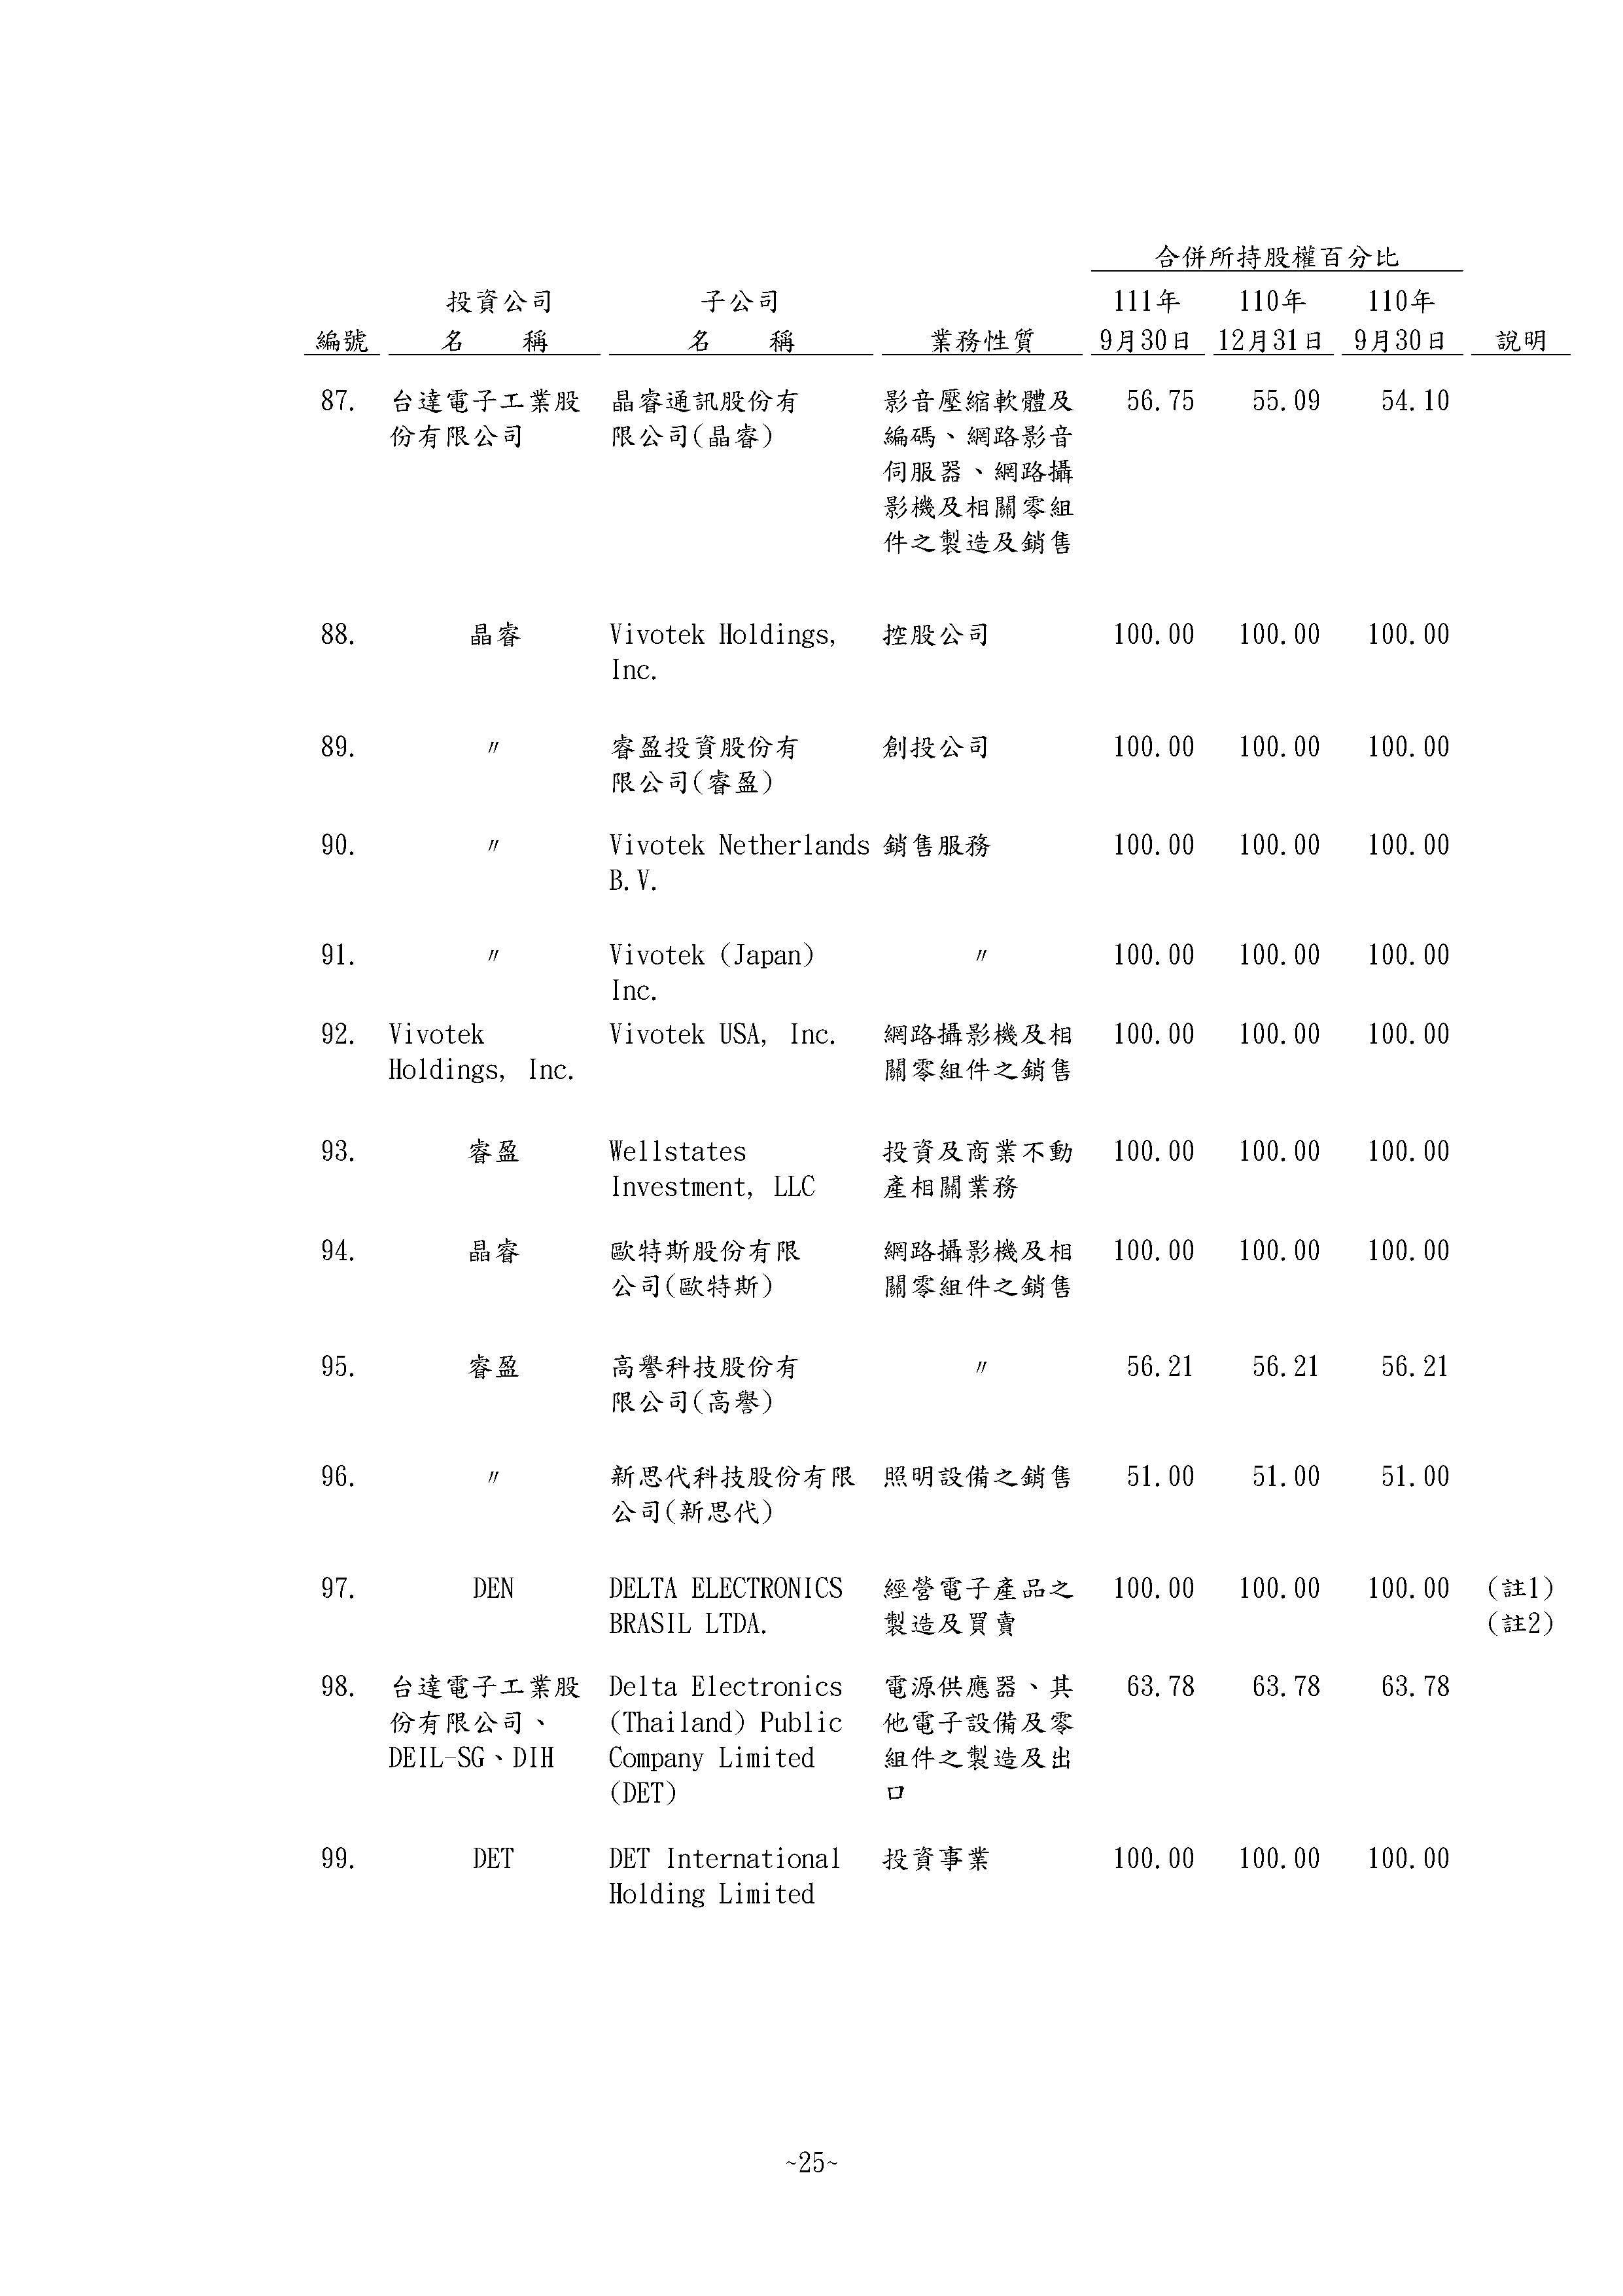 合併所持股權百分比
投資公司 子公司 111年 110年 110年
編號 名 稱 名 稱 業務性質 9月30日 12月31日 9月30日 說明
87. 台達電子工業股 晶睿通訊股份有 影音壓縮軟體及 56.75 55.09 54.10
份有限公司 限公司(晶睿) 編碼、網路影音
伺服器、網路攝
影機及相關零組
件之製造及銷售
88. 晶睿 Vivotek Holdings, 控股公司 100.00 100.00 100.00
Inc.
89. 〃 睿盈投資股份有 創投公司 100.00 100.00 100.00
限公司(睿盈)
90. 〃 Vivotek Netherlands 銷售服務 100.00 100.00 100.00
B.V.
91. 〃 Vivotek (Japan) 〃 100.00 100.00 100.00
Inc.
92. Vivotek Vivotek USA, Inc. 網路攝影機及相 100.00 100.00 100.00
Holdings, Inc. 關零組件之銷售
93. 睿盈 Wellstates 投資及商業不動 100.00 100.00 100.00
Investment, LLC 產相關業務
94. 晶睿 歐特斯股份有限 網路攝影機及相 100.00 100.00 100.00
公司(歐特斯) 關零組件之銷售
95. 睿盈 高譽科技股份有 〃 56.21 56.21 56.21
限公司(高譽)
96. 〃 新思代科技股份有限 照明設備之銷售 51.00 51.00 51.00
公司(新思代)
97. DEN DELTA ELECTRONICS 經營電子產品之 100.00 100.00 100.00 (註1)
BRASIL LTDA. 製造及買賣 (註2)
98. 台達電子工業股 Delta Electronics 電源供應器、其 63.78 63.78 63.78
份有限公司、 (Thailand) Public 他電子設備及零
DEIL-SG、DIH Company Limited 組件之製造及出
(DET) 口
99. DET DET International 投資事業 100.00 100.00 100.00
Holding Limited
~25~